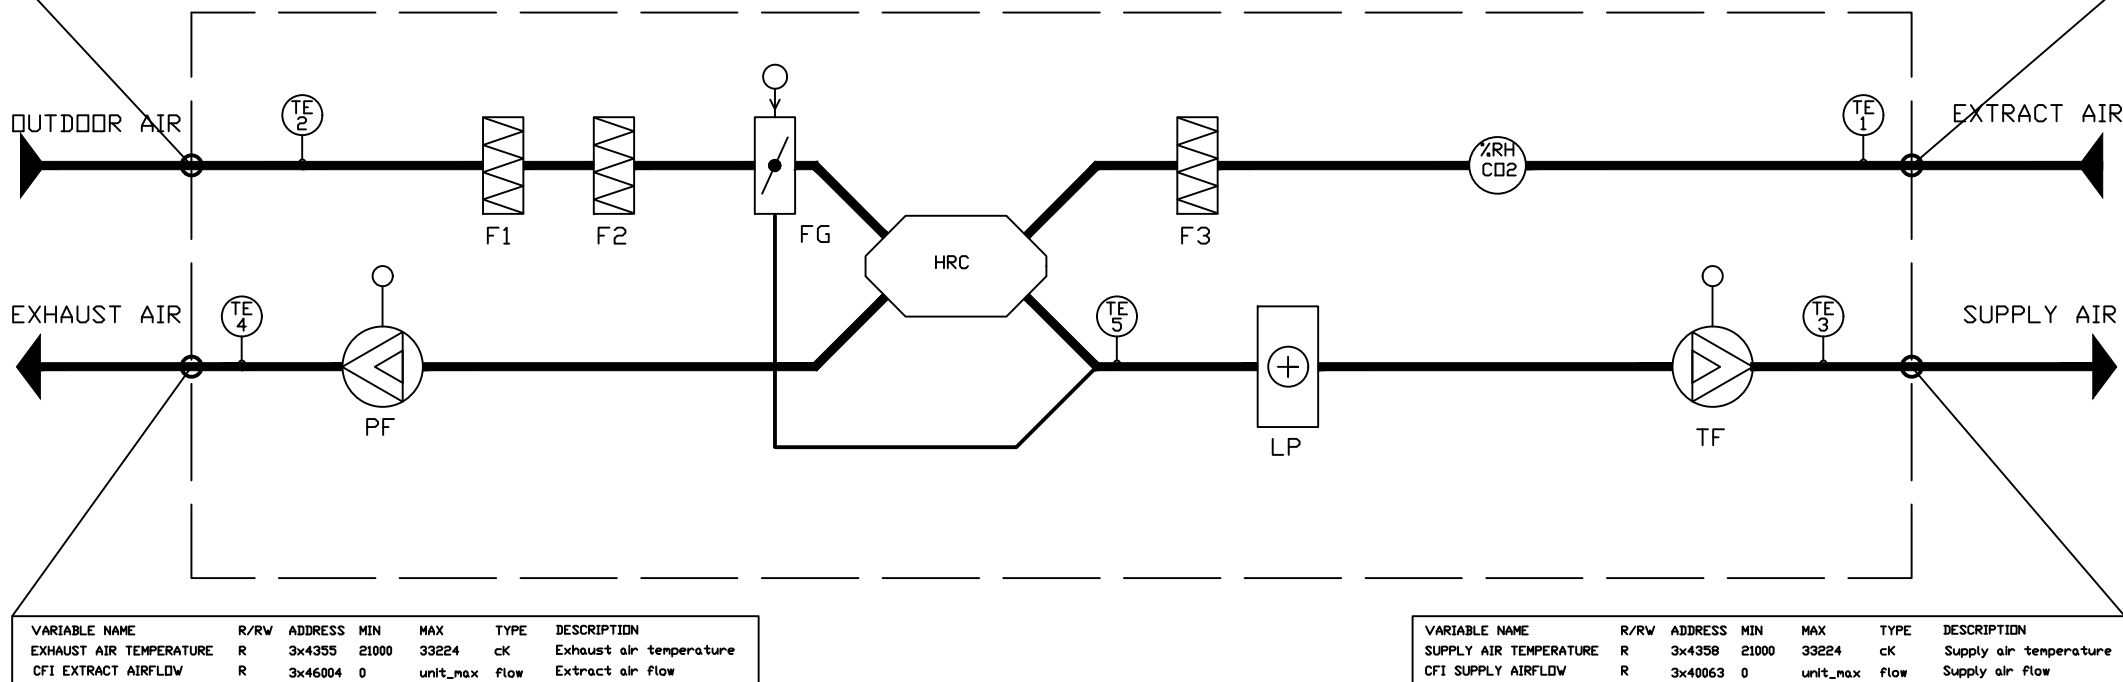 TE 2
TE 1
OUTDOOR AIR
EXTRACT AIR
%RH CO2
F1
F2
FG
F3
HRC
EXHAUST AIR
TE 4
TE 5
TE 3
SUPPLY AIR
PF
LP
TF
VARIABLE NAME R/RW ADDRESS MIN MAX TYPE DESCRIPTION
EXHAUST AIR TEMPERATURE R 3x4355 21000 33224 cK Exhaust air temperature
CFI EXTRACT AIRFLOW R 3x46004 0 unit_max flow Extract air flow
VARIABLE NAME R/RW ADDRESS MIN MAX TYPE DESCRIPTION
SUPPLY AIR TEMPERATURE R 3x4358 21000 33224 cK Supply air temperature
CFI SUPPLY AIRFLOW R 3x40063 0 unit_max flow Supply air flow